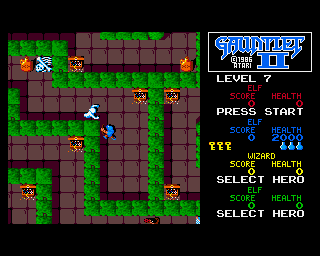 GAUNTLET
©1986
ATARI
II
LEVEL 7
ELF
SCORE HEALTH
0 0
PRESS START
ELF
SCORE HEALTH
0 2000
WIZARD
SCORE HEALTH
0 0
SELECT HERO
ELF
SCORE HEALTH
0 0
SELECT HERO